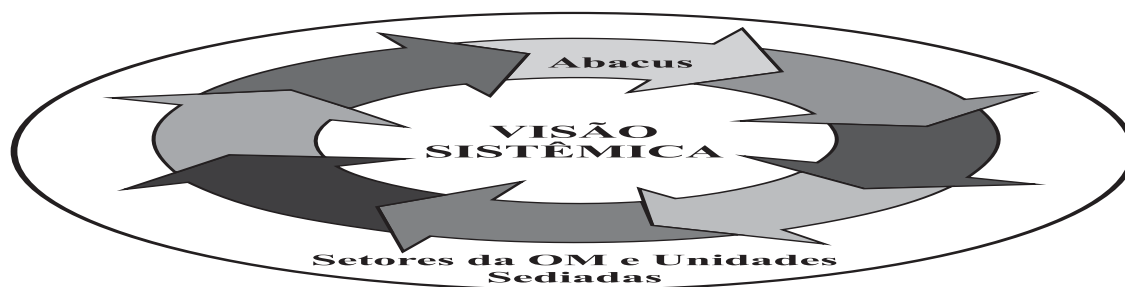 Abacus
VISÃO
SISTÊMICA
Setores da OM e Unidades
Sediadas